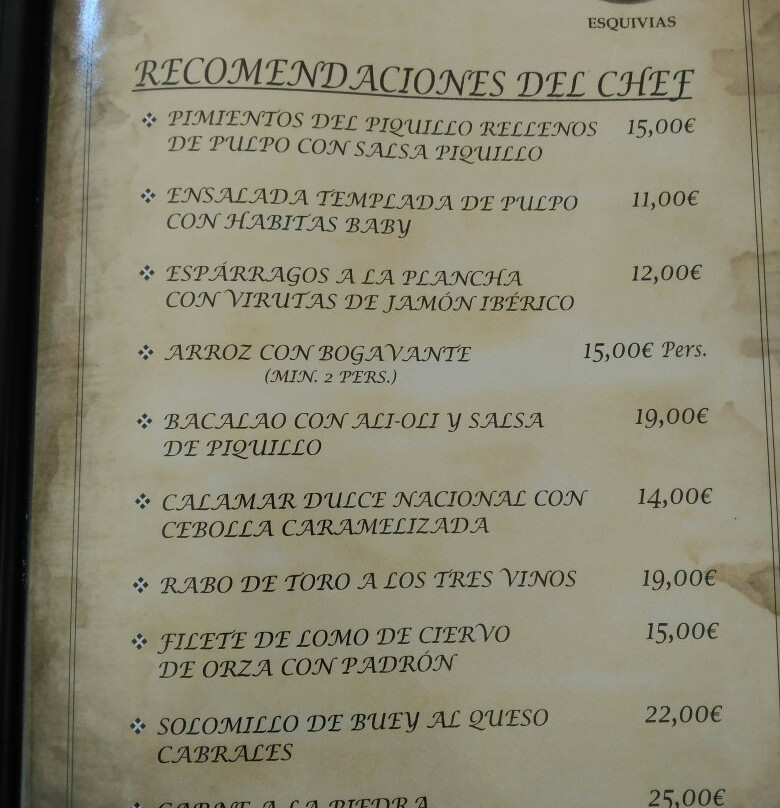 ESQUIVIAS
RECOMENDACIONES DEL CHEF
❖ PIMIENTOS DEL PIQUILLO RELLENOS 15,00€
DE PULPO CON SALSA PIQUILLO
❖ ENSALADA TEMPLADA DE PULPO 11,00€
CON HABITAS BABY
❖ ESPÁRRAGOS A LA PLANCHA 12,00€
CON VIRUTAS DE JAMÓN IBÉRICO
❖ ARROZ CON BOGAVANTE 15,00€ Pers.
(MIN. 2 PERS.)
❖ BACALAO CON ALI-OLI Y SALSA 19,00€
DE PIQUILLO
❖ CALAMAR DULCE NACIONAL CON 14,00€
CEBOLLA CARAMELIZADA
❖ RABO DE TORO A LOS TRES VINOS 19,00€
❖ FILETE DE LOMO DE CIERVO 15,00€
DE ORZA CON PADRÓN
❖ SOLOMILLO DE BUEY AL QUESO 22,00€
CABRALES
❖ CARNE A LA PIEDRA 25,00€